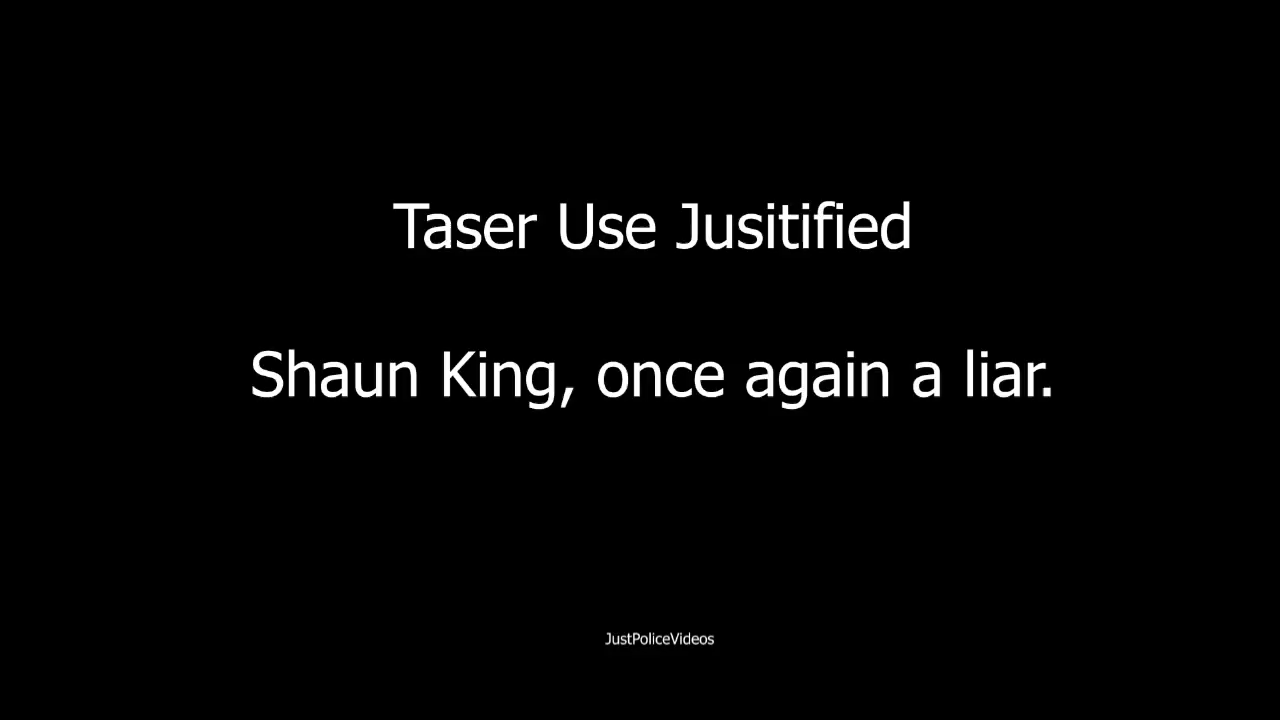 Taser Use Jusitified
Shaun King, once again a liar.
JustPoliceVideos